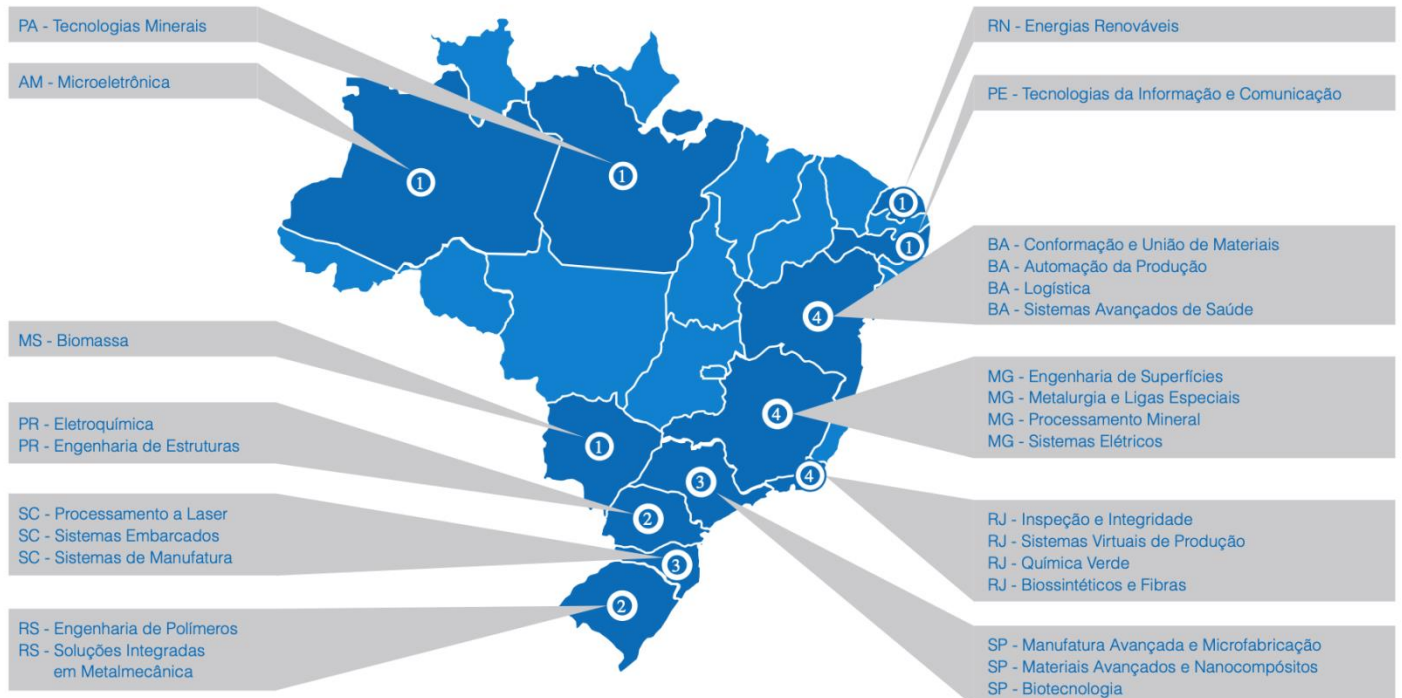 PA - Tecnologias Minerais
AM - Microeletrônica
MS - Biomassa
PR - Eletroquímica
PR - Engenharia de Estruturas
SC - Processamento a Laser
SC - Sistemas Embarcados
SC - Sistemas de Manufatura
RS - Engenharia de Polímeros
RS - Soluções Integradas
em Metalmecânica
1
1
1
1
4
4
1
3
4
2
3
2
RN - Energias Renováveis
PE - Tecnologias da Informação e Comunicação
BA - Conformação e União de Materiais
BA - Automação da Produção
BA - Logística
BA - Sistemas Avançados de Saúde
MG - Engenharia de Superfícies
MG - Metalurgia e Ligas Especiais
MG - Processamento Mineral
MG - Sistemas Elétricos
RJ - Inspeção e Integridade
RJ - Sistemas Virtuais de Produção
RJ - Química Verde
RJ - Biossintéticos e Fibras
SP - Manufatura Avançada e Microfabricação
SP - Materiais Avançados e Nanocompósitos
SP - Biotecnologia